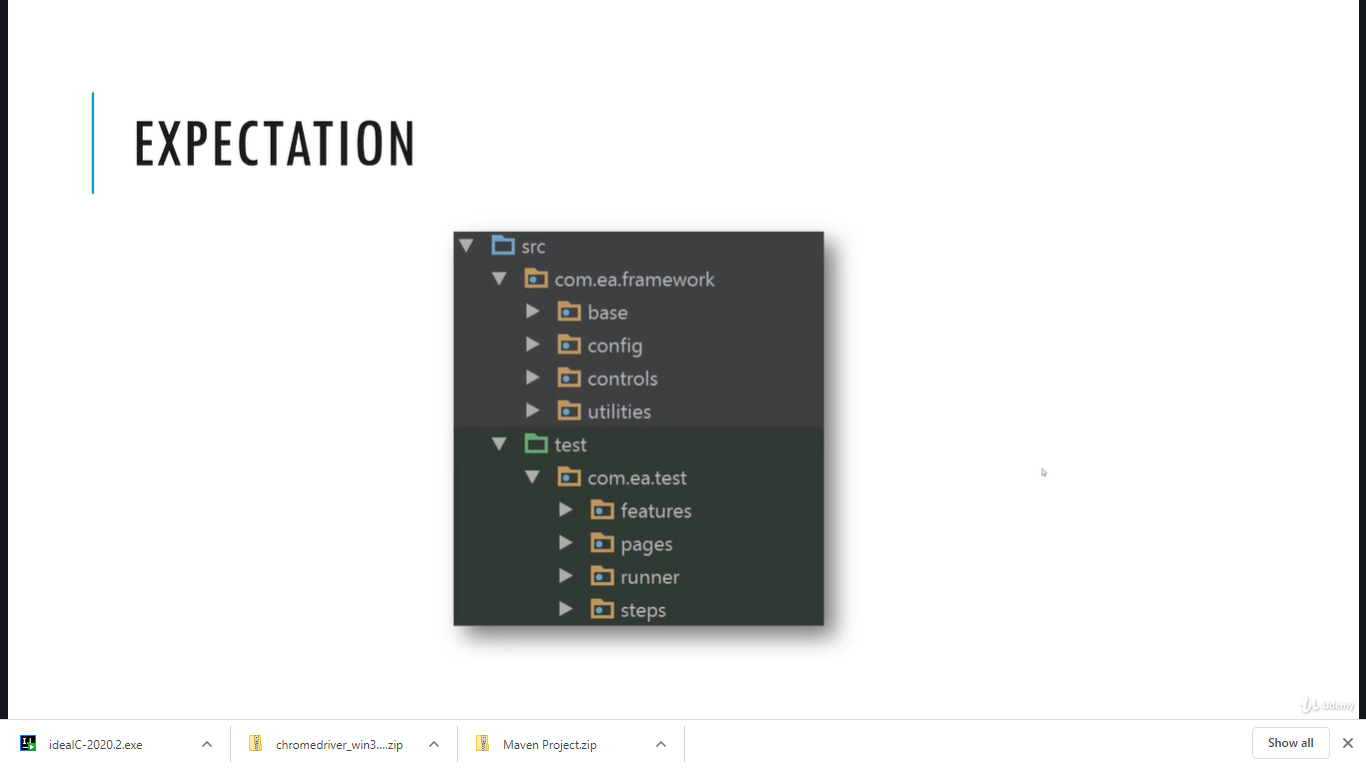 EXPECTATION
src
com.ea.framework
base
config
controls
utilities
test
com.ea.test
features
pages
runner
steps
Udemy
ideaIC-2020.2.exe
chromedriver_win3....zip
Maven Project.zip
Show all